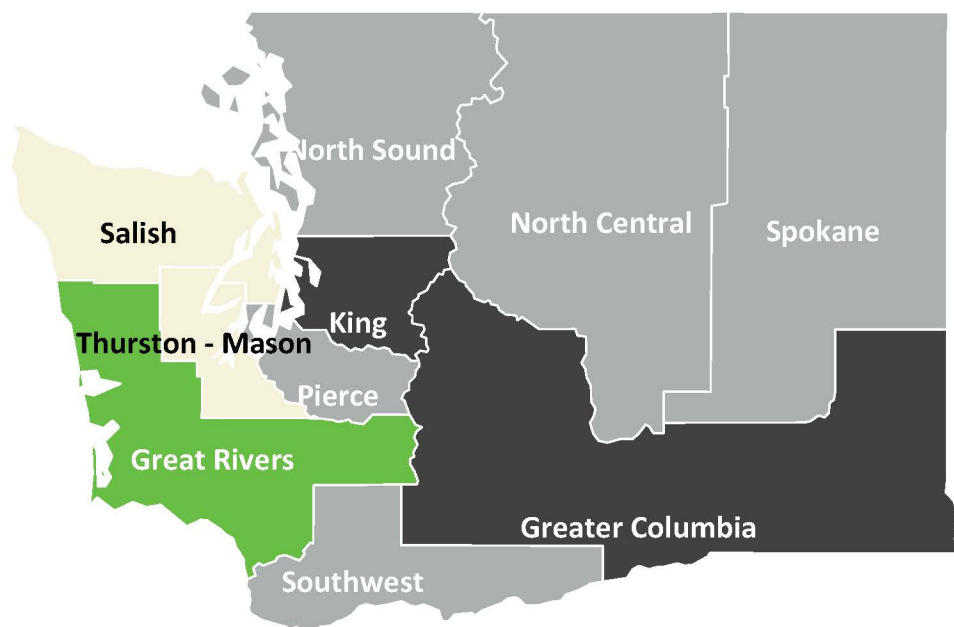 North Sound
North Central
Spokane
Salish
King
Thurston - Mason
Pierce
Great Rivers
Greater Columbia
Southwest